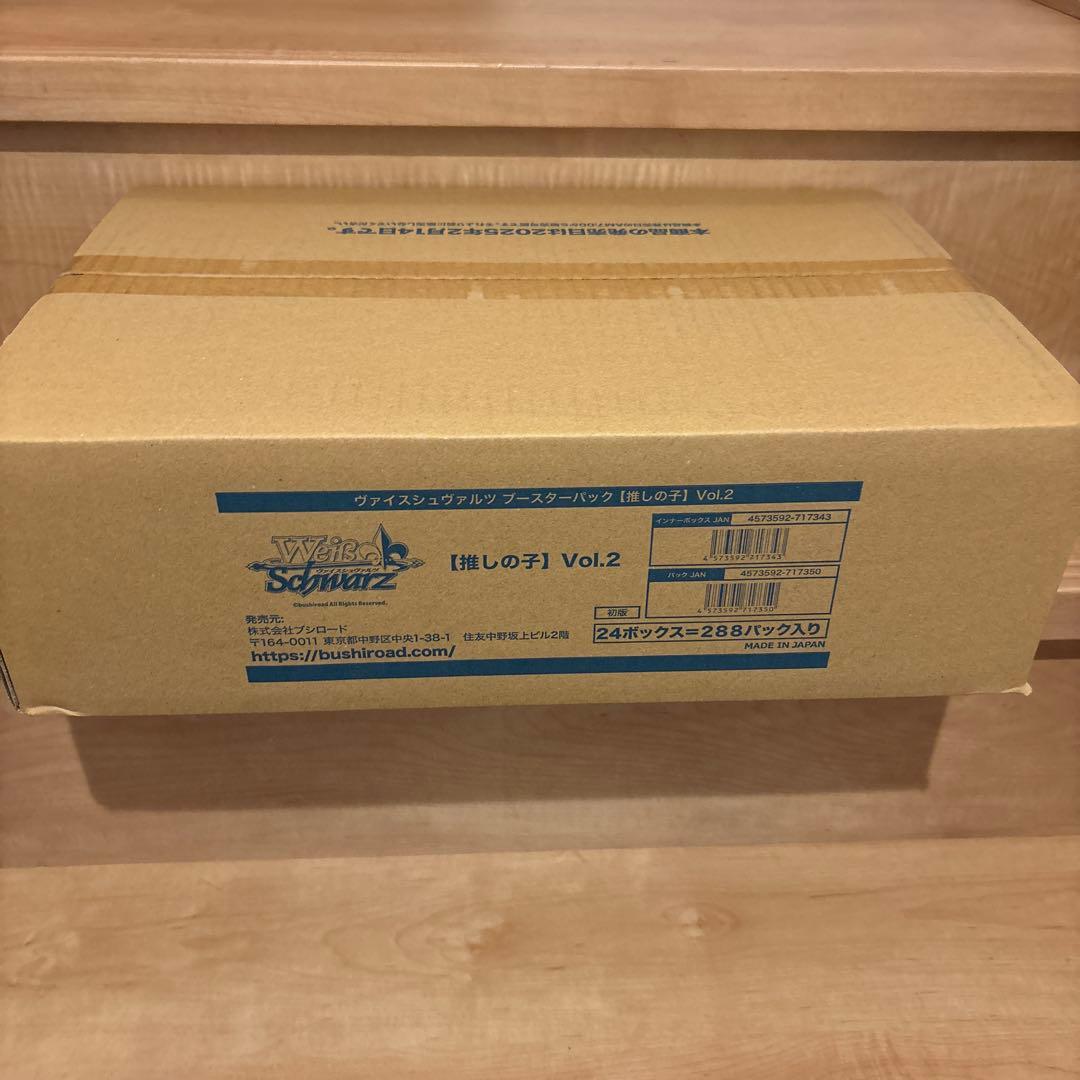 本商品の発売日は2025年2月14日です。
ヴァイスシュヴァルツ ブースターパック【推しの子】Vol.2
Weiß
ヴァイスシュヴァルツ
Schwarz
©bushiroad All Rights Reserved.
【推しの子】Vol.2
インナーボックス JAN 4573592-717343
4 573592 717343
パック JAN 4573592-717350
4 573592 717350
初版
24ボックス=288パック入り
MADE IN JAPAN
発売元:
株式会社ブシロード
〒164-0011 東京都中野区中央1-38-1 住友中野坂上ビル2階
https://bushiroad.com/